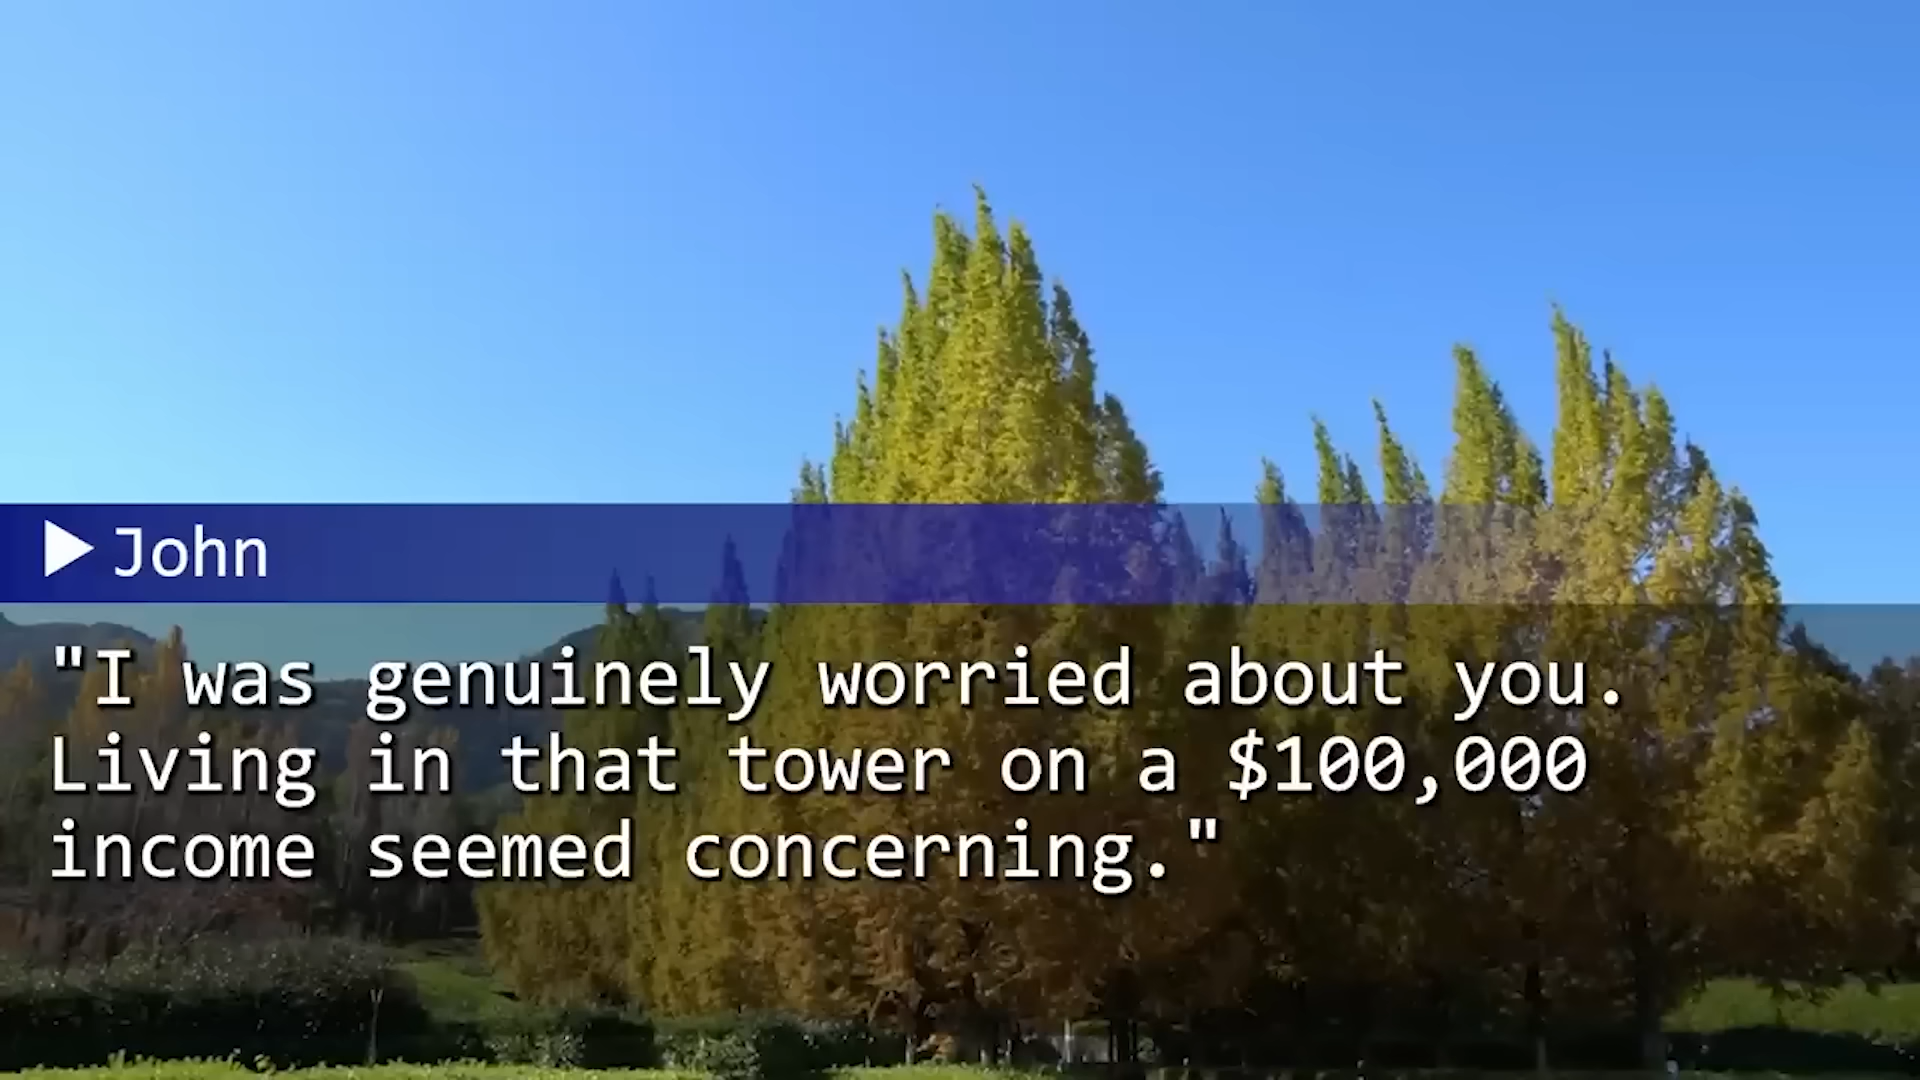 ▶John
"I was genuinely worried about you.
Living in that tower on a $100,000
income seemed concerning."